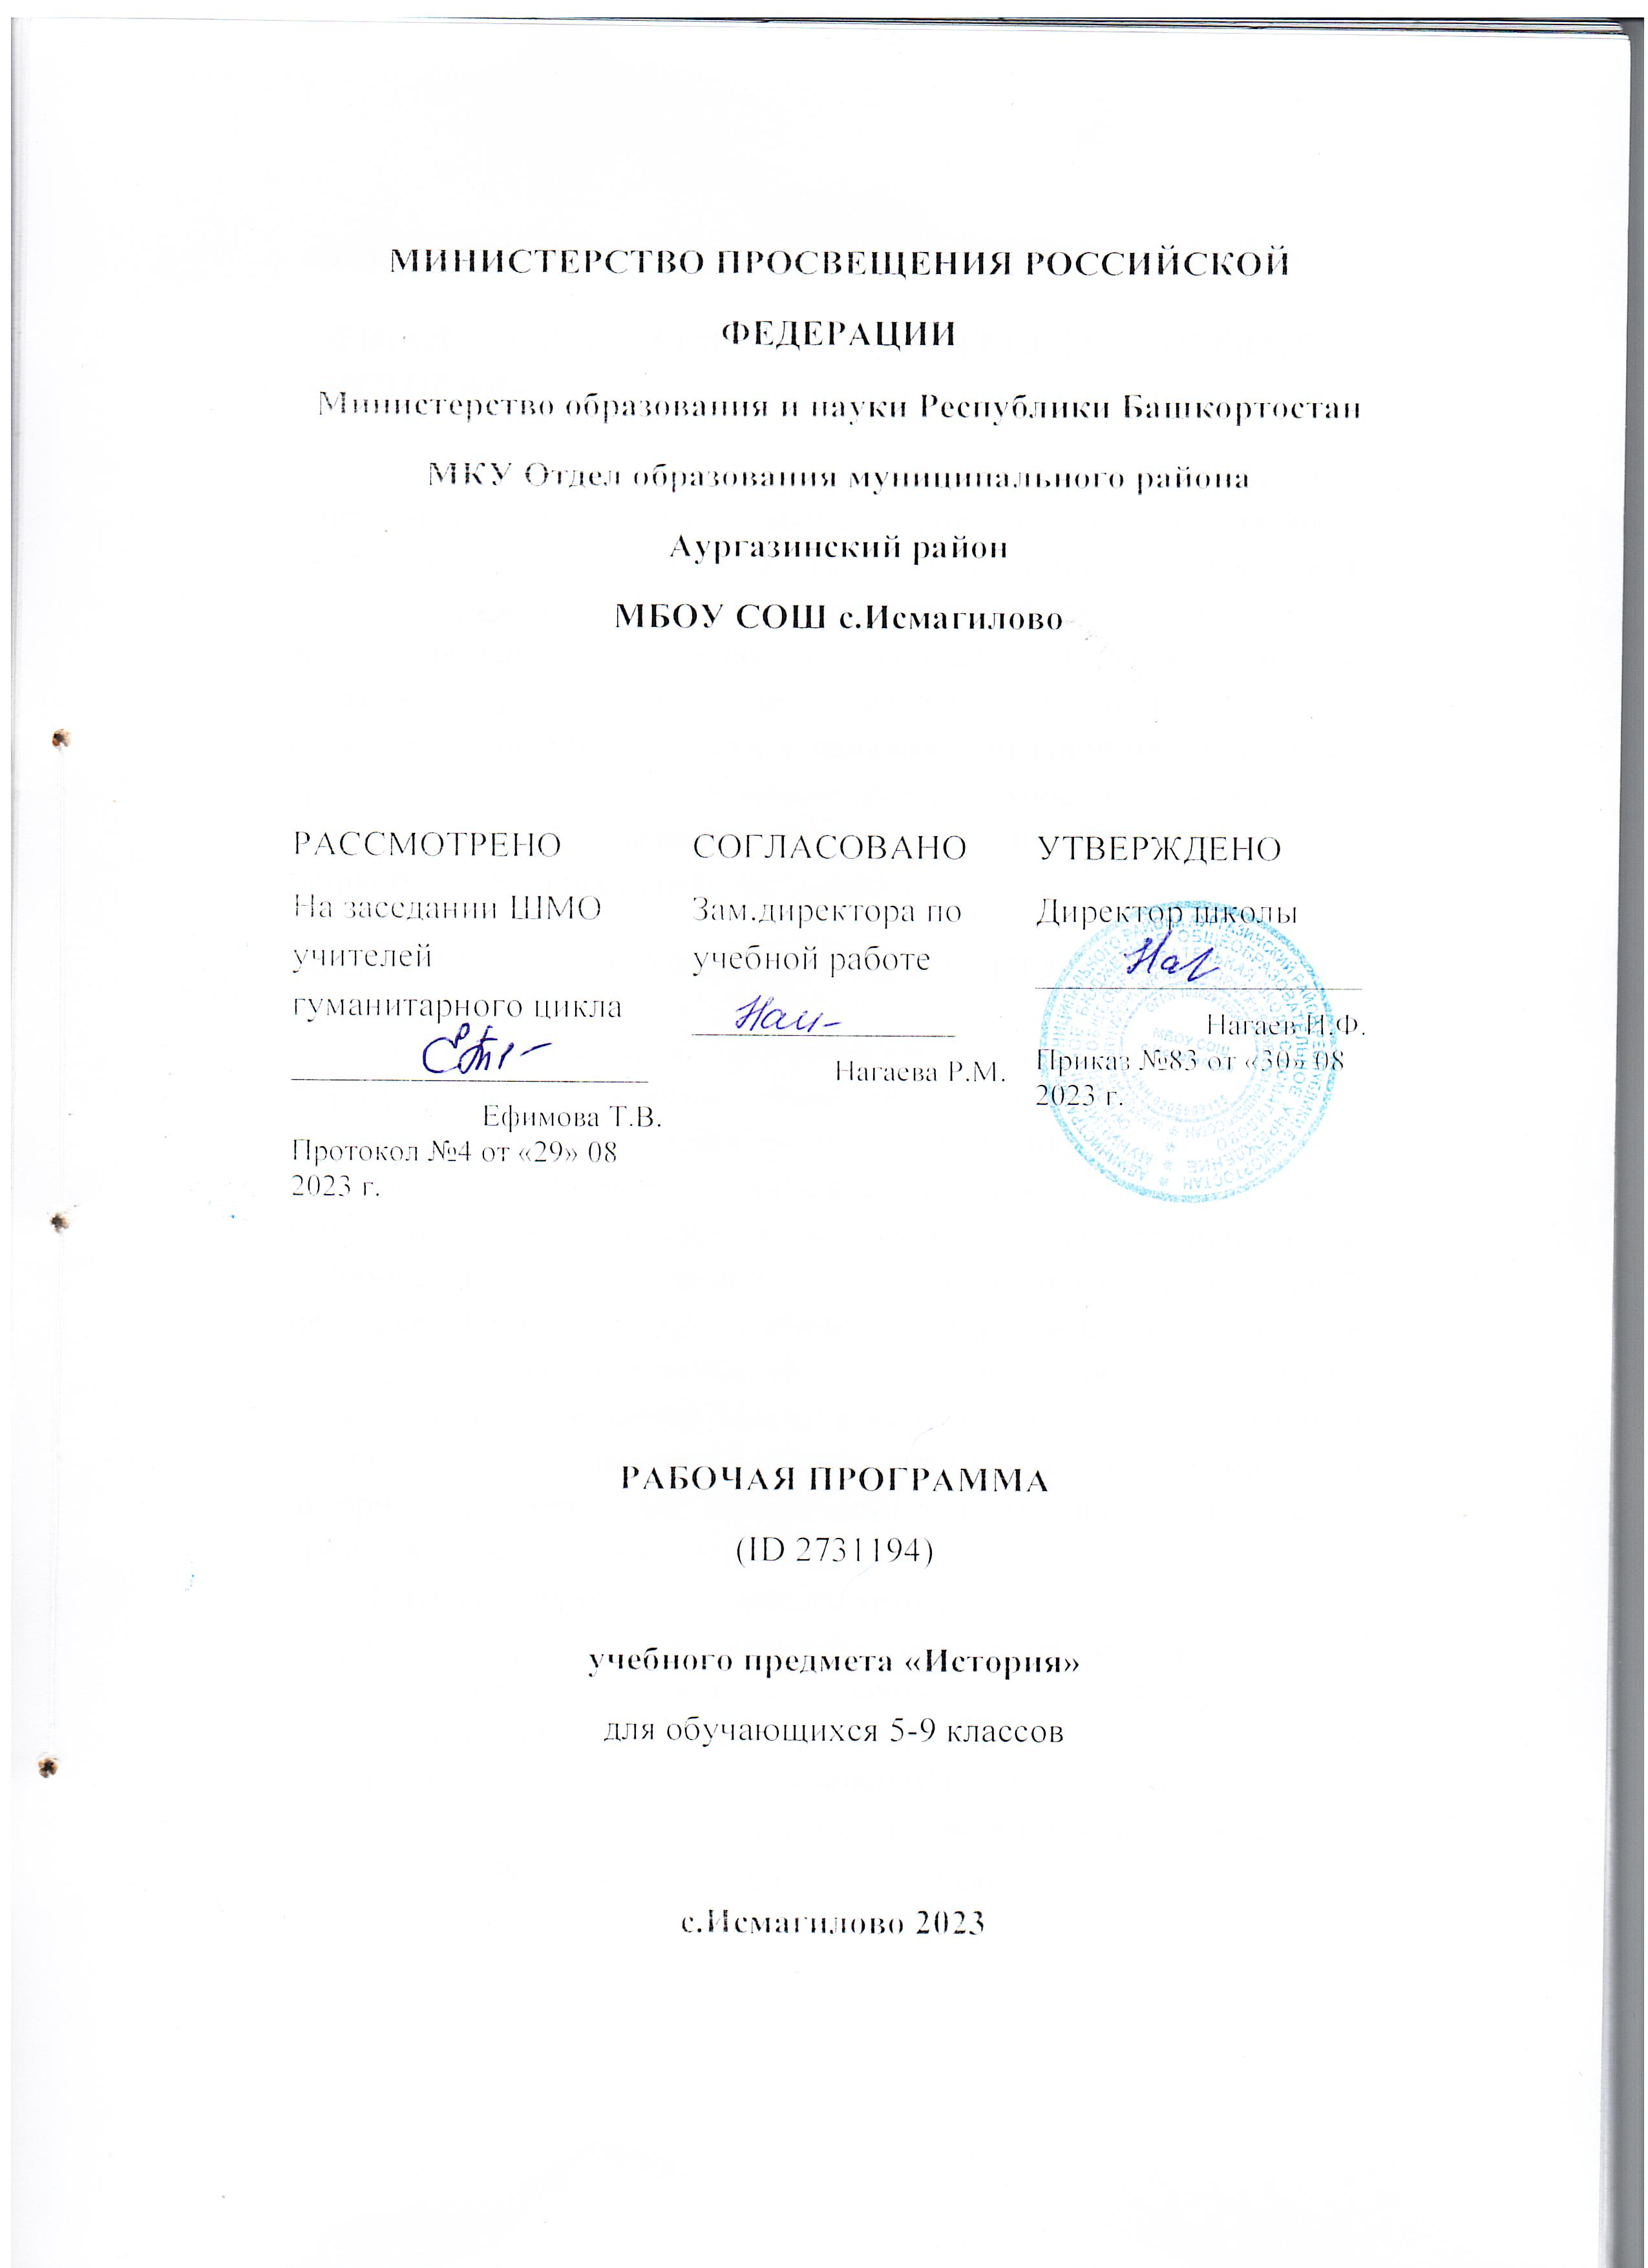 МИНИСТЕРСТВО ПРОСВЕЩЕНИЯ РОССИЙСКОЙ
ФЕДЕРАЦИИ
Министерство образования и науки Республики Башкортостан
МКУ Отдел образования муниципального района
Аургазинский район
МБОУ СОШ с.Исмагилово
РАССМОТРЕНО
На заседании ШМО
учителей
гуманитарного цикла
Ефимова Т.В.
Протокол №4 от «29» 08
2023 г.
СОГЛАСОВАНО
Зам.директора по
учебной работе
Нагаева Р.М.
УТВЕРЖДЕНО
Директор школы
Нагаев И.Ф.
Приказ №83 от «30» 08
2023 г.
МБОУ СОШ
РАБОЧАЯ ПРОГРАММА
(ID 2731194)
учебного предмета «История»
для обучающихся 5-9 классов
с.Исмагилово 2023